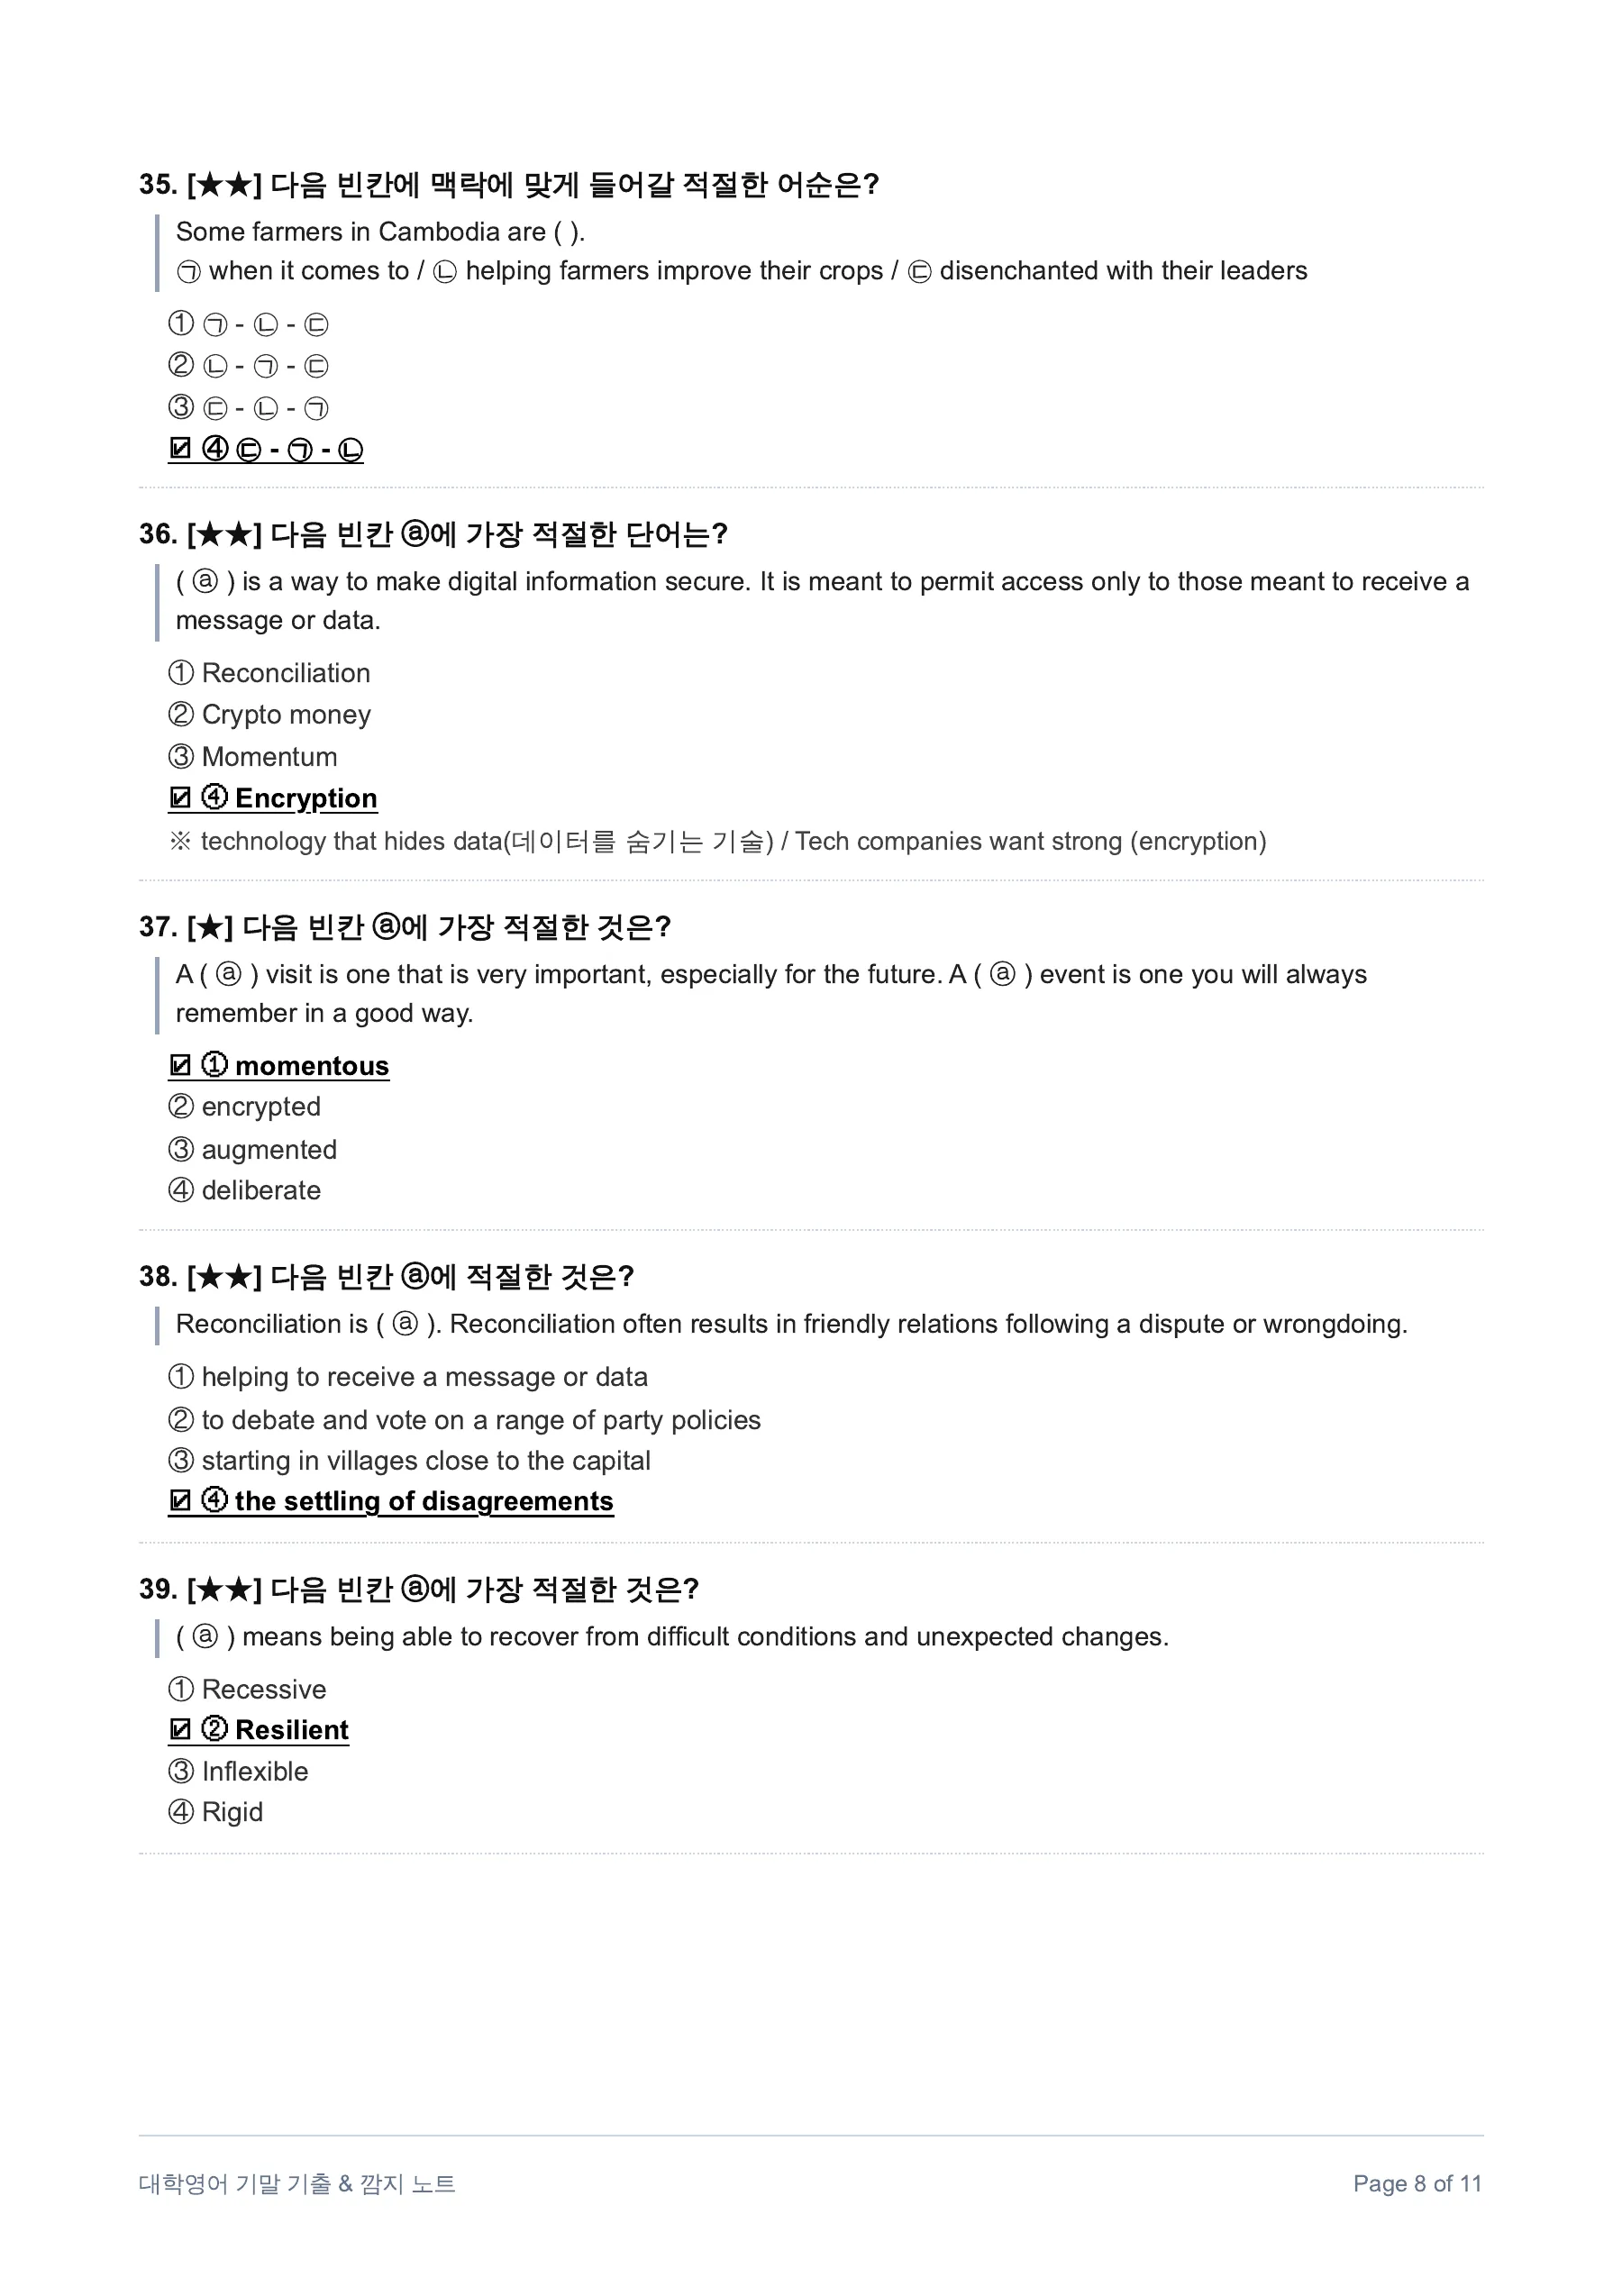 35. [★★] 다음 빈칸에 맥락에 맞게 들어갈 적절한 어순은?
Some farmers in Cambodia are ( ).
㉠ when it comes to / ㉡ helping farmers improve their crops / ㉢ disenchanted with their leaders
① ㉠ - ㉡ - ㉢
② ㉡ - ㉠ - ㉢
③ ㉢ - ㉡ - ㉠
☑ ④ ㉢ - ㉠ - ㉡
36. [★★] 다음 빈칸 ⓐ에 가장 적절한 단어는?
( ⓐ ) is a way to make digital information secure. It is meant to permit access only to those meant to receive a
message or data.
① Reconciliation
② Crypto money
③ Momentum
☑ ④ Encryption
※ technology that hides data(데이터를 숨기는 기술) / Tech companies want strong (encryption)
37. [★] 다음 빈칸 ⓐ에 가장 적절한 것은?
A ( ⓐ ) visit is one that is very important, especially for the future. A ( ⓐ ) event is one you will always
remember in a good way.
☑ ① momentous
② encrypted
③ augmented
④ deliberate
38. [★★] 다음 빈칸 ⓐ에 적절한 것은?
Reconciliation is ( ⓐ ). Reconciliation often results in friendly relations following a dispute or wrongdoing.
① helping to receive a message or data
② to debate and vote on a range of party policies
③ starting in villages close to the capital
☑ ④ the settling of disagreements
39. [★★] 다음 빈칸 ⓐ에 가장 적절한 것은?
( ⓐ ) means being able to recover from difficult conditions and unexpected changes.
① Recessive
☑ ② Resilient
③ Inflexible
④ Rigid
대학영어 기말 기출 & 깜지 노트
Page 8 of 11